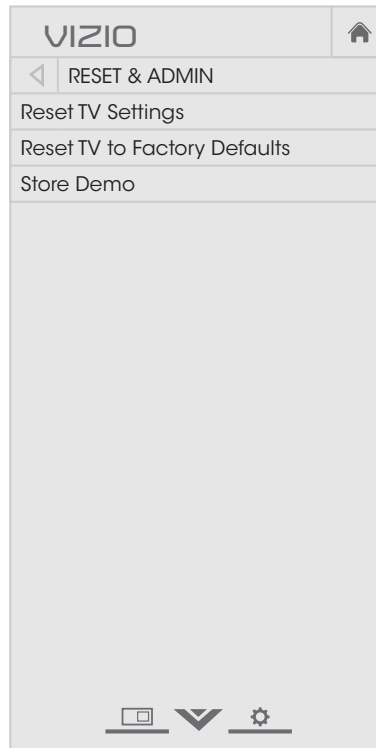 VIZIO
RESET & ADMIN
Reset TV Settings
Reset TV to Factory Defaults
Store Demo